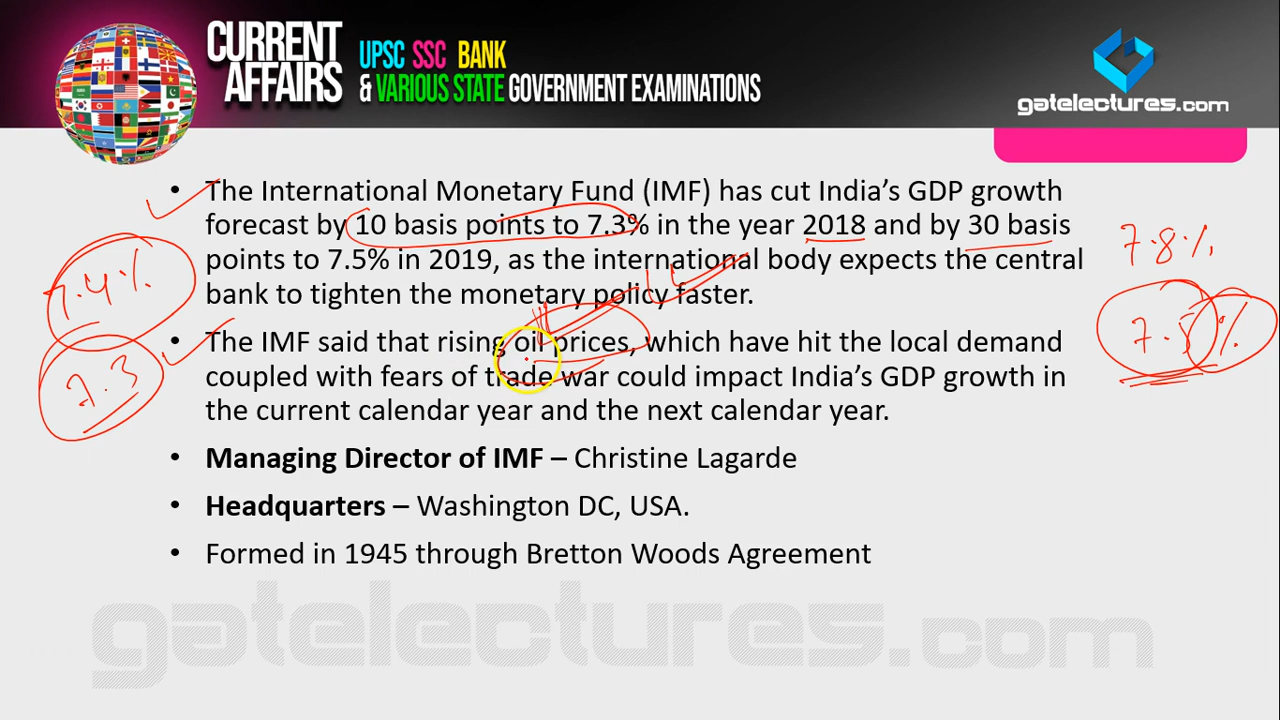 CURRENT
AFFAIRS
UPSC SSC BANK
& VARIOUS STATE GOVERNMENT EXAMINATIONS
gatelectures.com
• The International Monetary Fund (IMF) has cut India’s GDP growth
forecast by 10 basis points to 7.3% in the year 2018 and by 30 basis
points to 7.5% in 2019, as the international body expects the central
bank to tighten the monetary policy faster.
• The IMF said that rising oil prices, which have hit the local demand
coupled with fears of trade war could impact India’s GDP growth in
the current calendar year and the next calendar year.
• Managing Director of IMF – Christine Lagarde
• Headquarters – Washington DC, USA.
• Formed in 1945 through Bretton Woods Agreement
7.4%
7.3
7.8%
7.5%
gatelectures.com